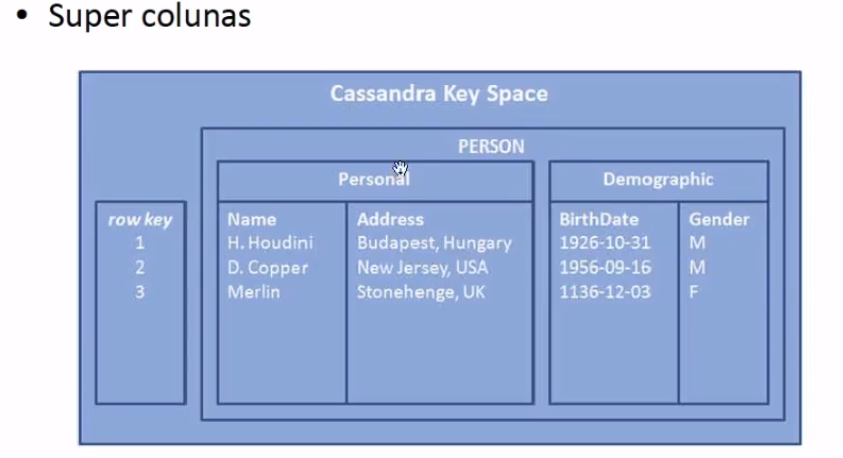 • Super colunas
Cassandra Key Space
PERSON
Personal Demographic
row key Name Address BirthDate Gender
1 H. Houdini Budapest, Hungary 1926-10-31 M
2 D. Copper New Jersey, USA 1956-09-16 M
3 Merlin Stonehenge, UK 1136-12-03 F